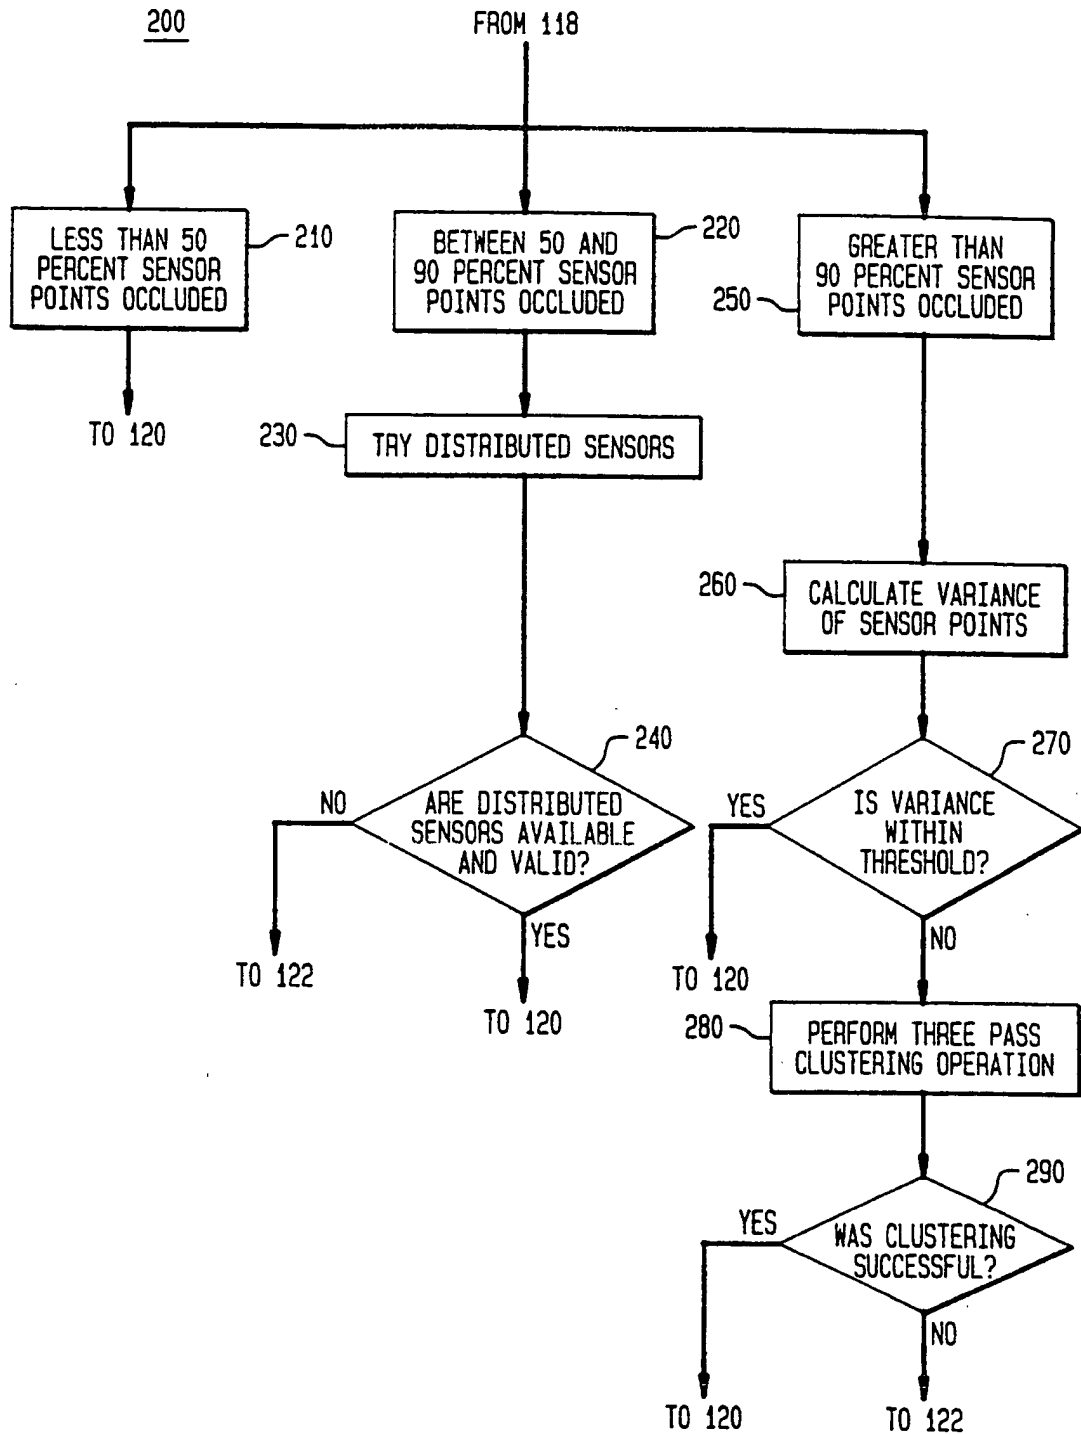 200
FROM 118
LESS THAN 50
PERCENT SENSOR
POINTS OCCLUDED
210
BETWEEN 50 AND
90 PERCENT SENSOR
POINTS OCCLUDED
220
GREATER THAN
90 PERCENT SENSOR
POINTS OCCLUDED
250
TO 120
230
TRY DISTRIBUTED SENSORS
260
CALCULATE VARIANCE
OF SENSOR POINTS
240
NO
ARE DISTRIBUTED
SENSORS AVAILABLE
AND VALID?
YES
TO 122
TO 120
270
YES
IS VARIANCE
WITHIN
THRESHOLD?
NO
TO 120
280
PERFORM THREE PASS
CLUSTERING OPERATION
290
YES
WAS CLUSTERING
SUCCESSFUL?
NO
TO 120
TO 122